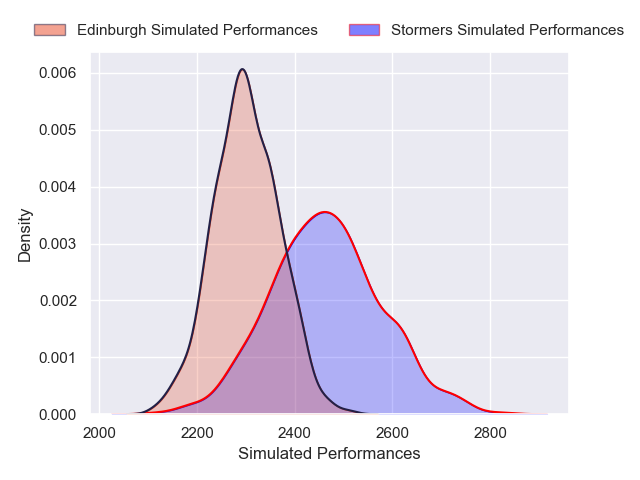 Edinburgh Simulated Performances
Stormers Simulated Performances
0.006
0.005
0.004
0.003
0.002
0.001
0.000
2000 2200 2400 2600 2800
Density
Simulated Performances